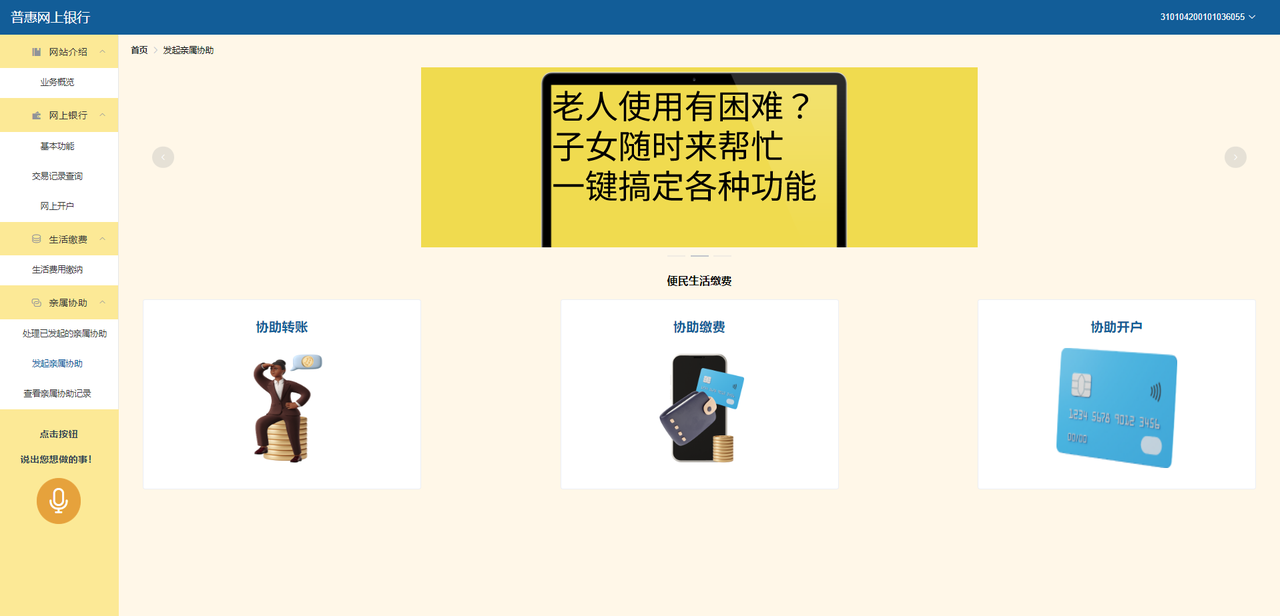 普惠网上银行
310104200101036055
网站介绍
业务概览
网上银行
基本功能
交易记录查询
网上开户
生活缴费
生活费用缴纳
亲属协助
处理已发起的亲属协助
发起亲属协助
查看亲属协助记录
点击按钮
说出您想做的事!
首页 > 发起亲属协助
老人使用有困难？
子女随时来帮忙
一键搞定各种功能
便民生活缴费
协助转账
协助缴费
协助开户
1234 5678 9012 3456
00/00